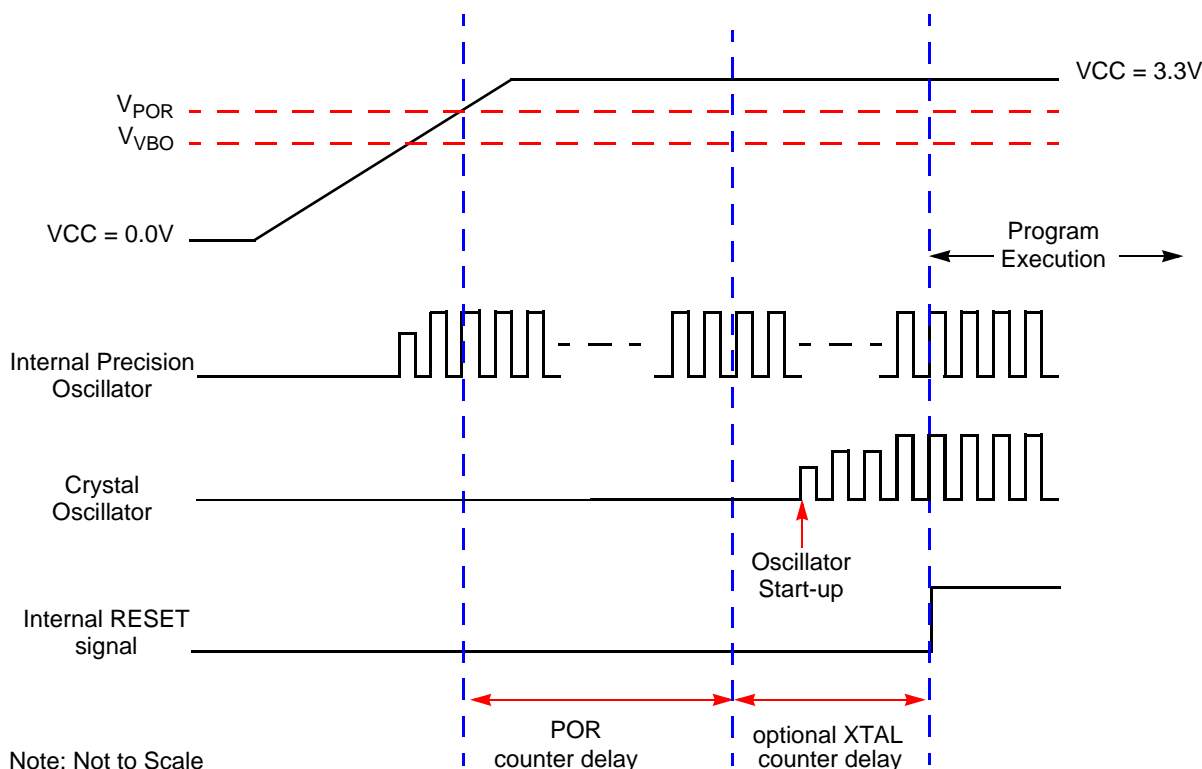 VCC = 3.3V
VPOR
VVBO
VCC = 0.0V
Program
Execution
Internal Precision
Oscillator
Crystal
Oscillator
Oscillator
Start-up
Internal RESET
signal
POR
counter delay
optional XTAL
counter delay
Note: Not to Scale